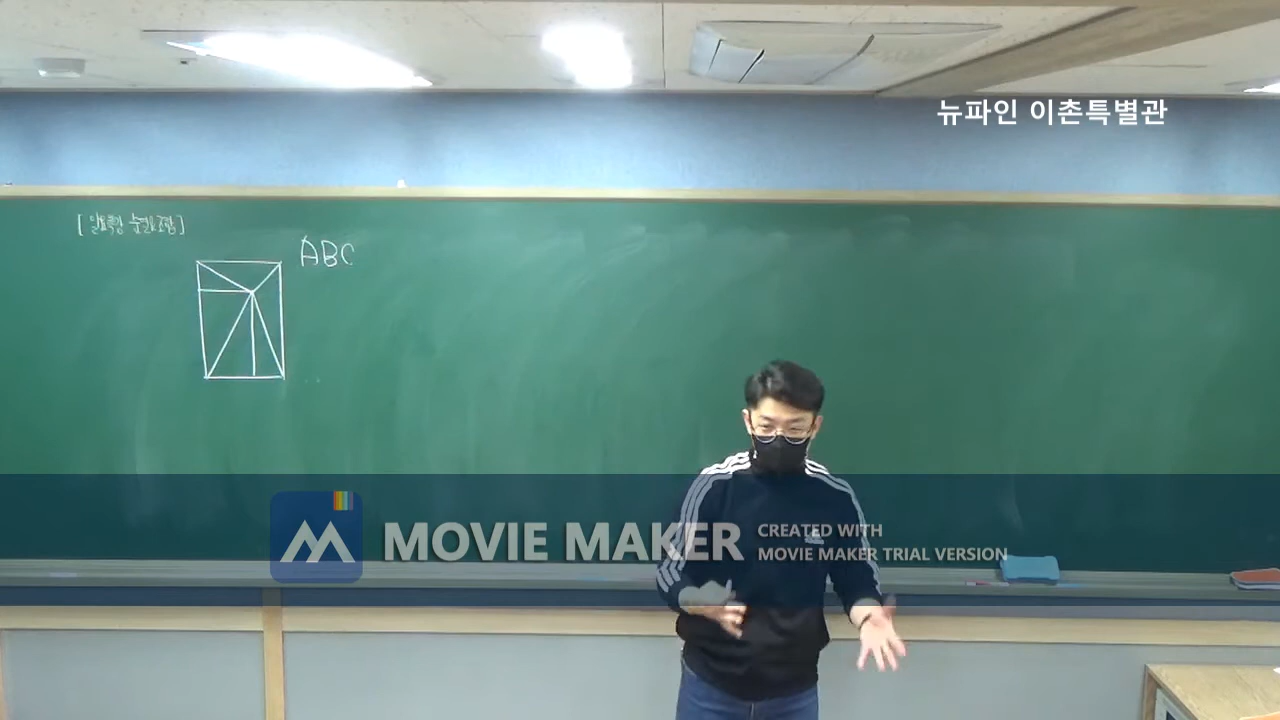 뉴파인 이촌특별관
ABC
MOVIE MAKER
CREATED WITH
MOVIE MAKER TRIAL VERSION